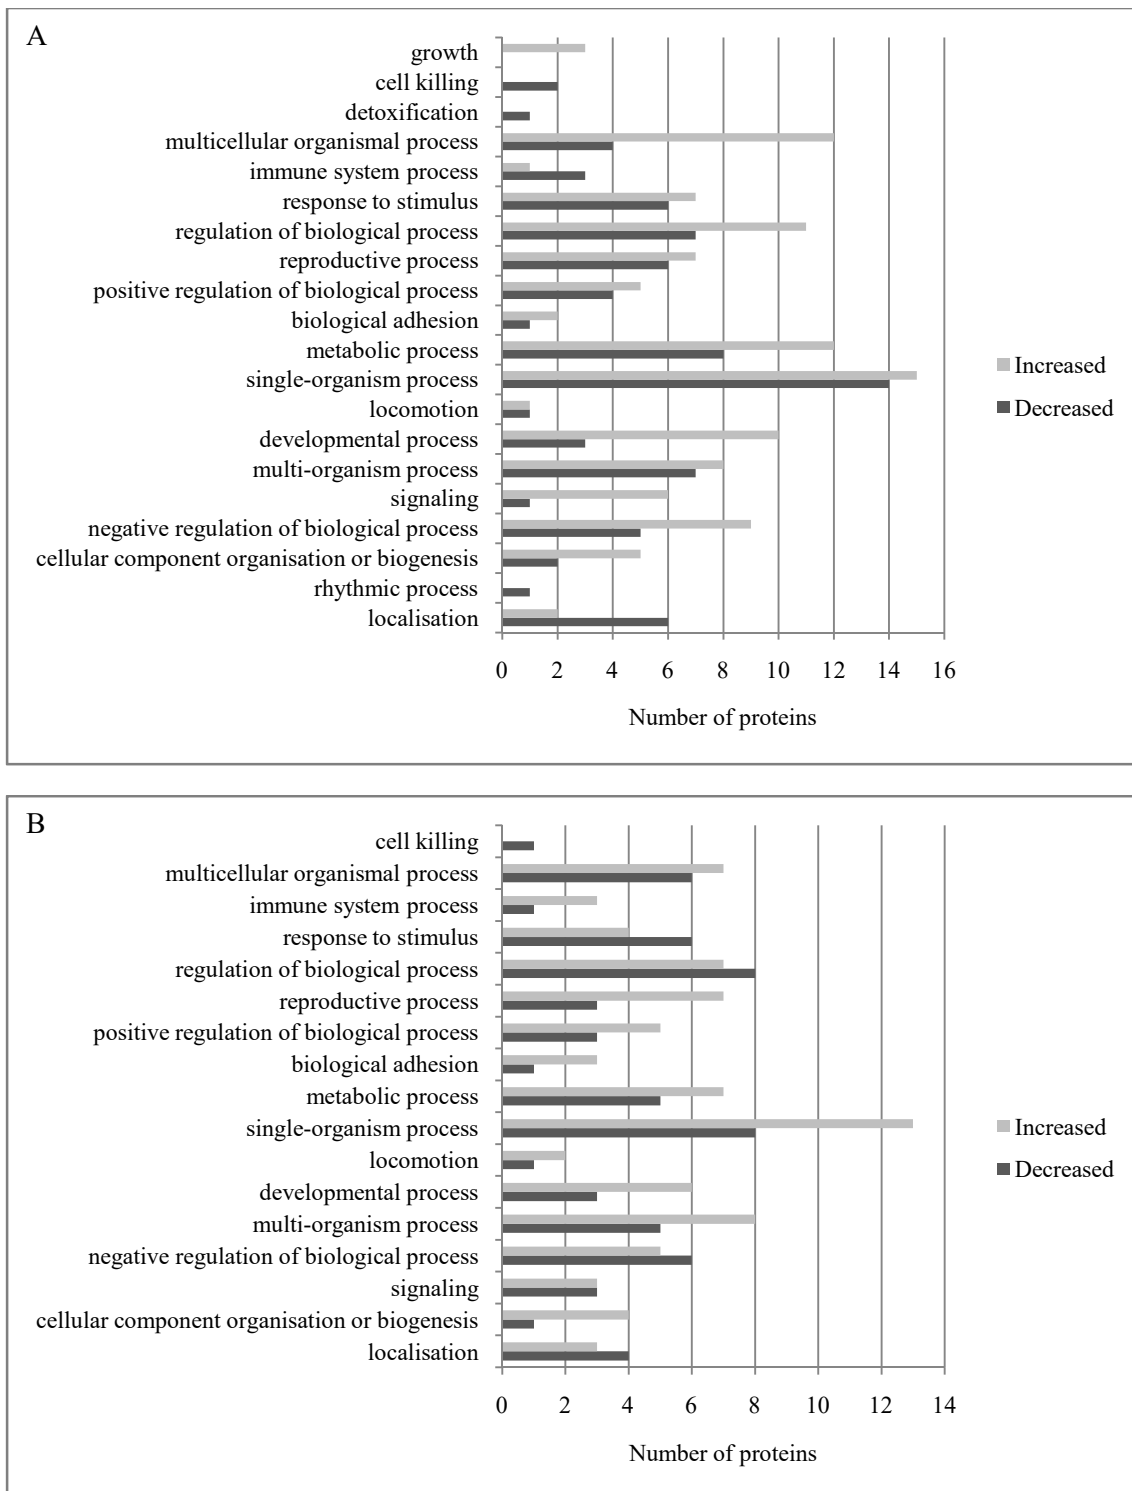 A
growth
cell killing
detoxification
multicellular organismal process
immune system process
response to stimulus
regulation of biological process
reproductive process
positive regulation of biological process
biological adhesion
metabolic process
single-organism process
locomotion
developmental process
multi-organism process
signaling
negative regulation of biological process
cellular component organisation or biogenesis
rhythmic process
localisation
0 2 4 6 8 10 12 14 16
Number of proteins
Increased
Decreased
B
cell killing
multicellular organismal process
immune system process
response to stimulus
regulation of biological process
reproductive process
positive regulation of biological process
biological adhesion
metabolic process
single-organism process
locomotion
developmental process
multi-organism process
negative regulation of biological process
signaling
cellular component organisation or biogenesis
localisation
0 2 4 6 8 10 12 14
Number of proteins
Increased
Decreased